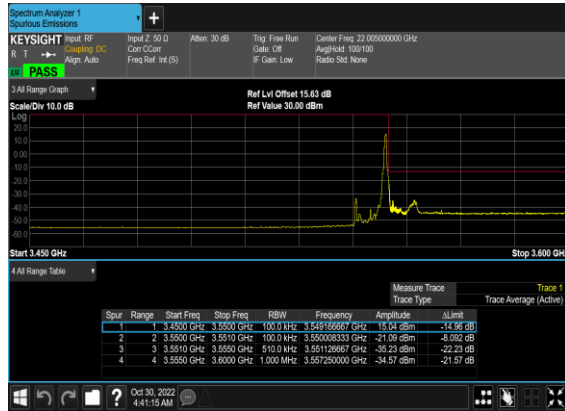 Spectrum Analyzer 1
Spurious Emissions
KEYSIGHT Input: RF Input Z: 50 Ω Atten: 30 dB Trig: Free Run Center Freq: 22.005000000 GHz
R T Coupling: DC Corr CCorr Gate: Off Avg|Hold: 100/100
Align: Auto Freq Ref: Int (S) IF Gain: Low Radio Std: None
PASS
3 All Range Graph
Ref Lvl Offset 15.63 dB
Scale/Div 10.0 dB Ref Value 30.00 dBm
Log
20.0
10.0
0.00
-10.0
-20.0
-30.0
-40.0
-50.0
-60.0
Start 3.450 GHz Stop 3.600 GH
4 All Range Table
Measure Trace Trace 1
Trace Type Trace Average (Active)
Spur Range Start Freq Stop Freq RBW Frequency Amplitude ΔLimit
1 1 3.4500 GHz 3.5500 GHz 100.0 kHz 3.549166667 GHz 15.04 dBm -14.96 dB
2 2 3.5500 GHz 3.5510 GHz 100.0 kHz 3.550008333 GHz -21.09 dBm -8.092 dB
3 3 3.5510 GHz 3.5550 GHz 510.0 kHz 3.551126667 GHz -35.23 dBm -22.23 dB
4 4 3.5550 GHz 3.6000 GHz 1.000 MHz 3.557250000 GHz -34.57 dBm -21.57 dB
Oct 30, 2022
4:41:15 AM